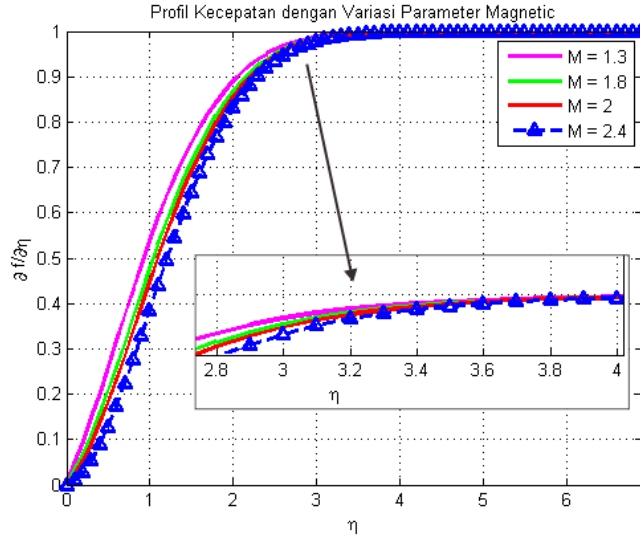 Profil Kecepatan dengan Variasi Parameter Magnetic
1
0.9
0.8
0.7
0.6
0.5
0.4
0.3
0.2
0.1
0
∂ f/∂η
M = 1.3
M = 1.8
M = 2
M = 2.4
2.8 3 3.2 3.4 3.6 3.8 4
η
0 1 2 3 4 5 6
η